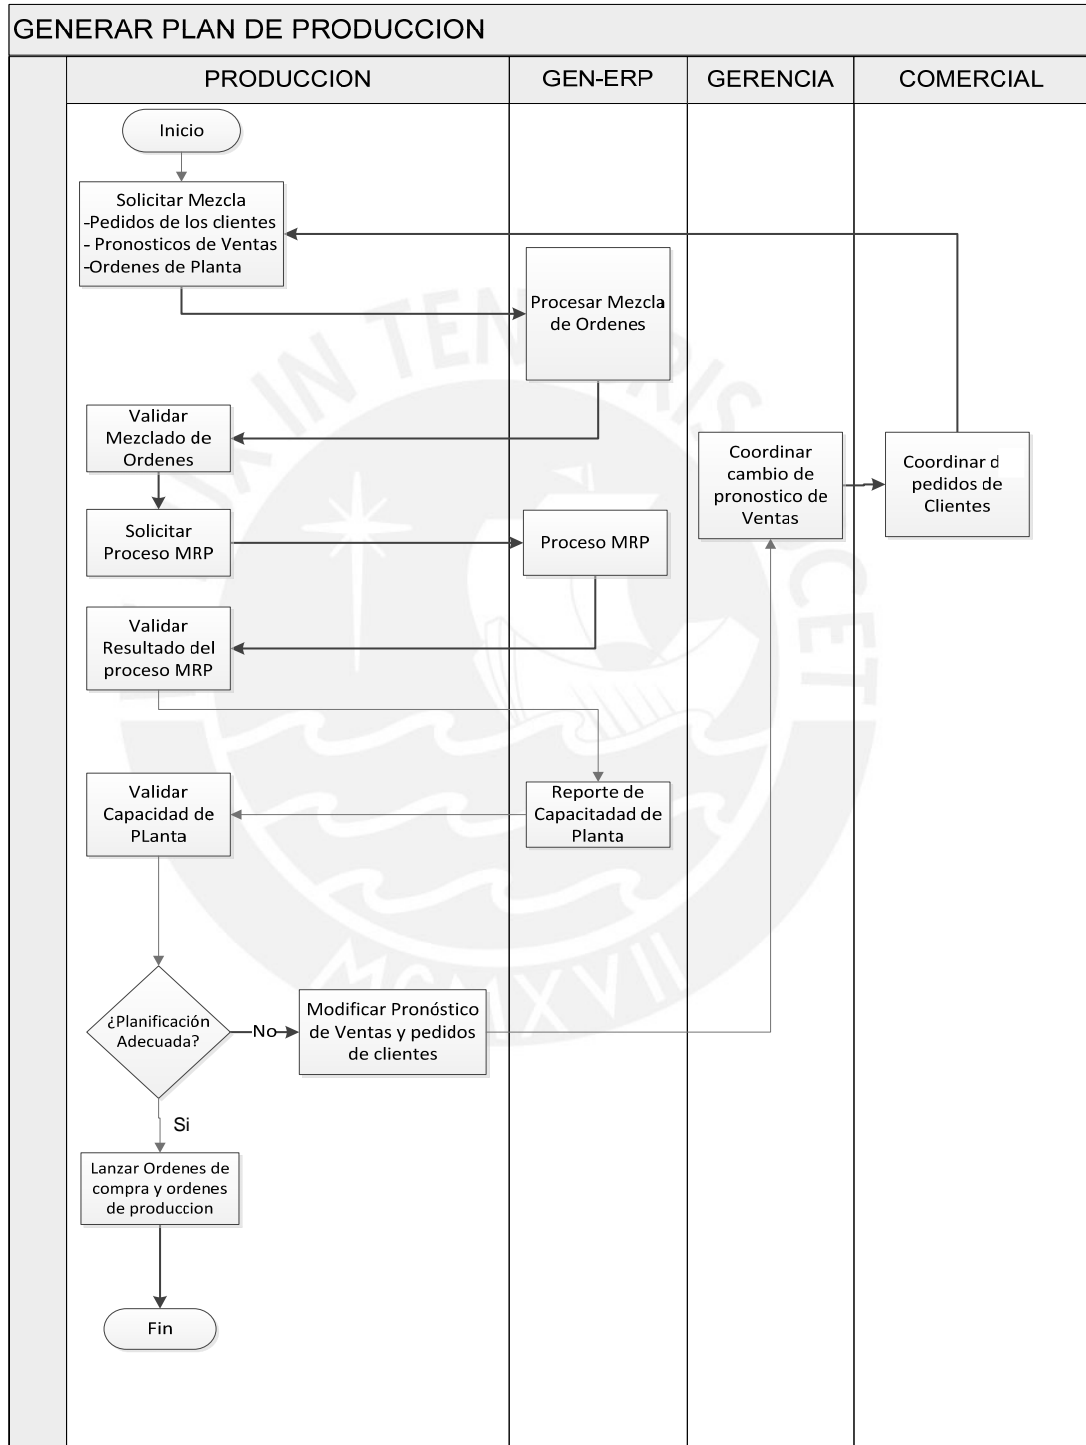 GENERAR PLAN DE PRODUCCION
PRODUCCION
GEN-ERP
GERENCIA
COMERCIAL
Inicio
Solicitar Mezcla
-Pedidos de los clientes
- Pronosticos de Ventas
-Ordenes de Planta
Procesar Mezcla
de Ordenes
Validar
Mezclado de
Ordenes
Coordinar
cambio de
pronostico de
Ventas
Coordinar d
pedidos de
Clientes
Solicitar
Proceso MRP
Proceso MRP
Validar
Resultado del
proceso MRP
Validar
Capacidad de
PLanta
Reporte de
Capacitadad de
Planta
¿Planificación
Adecuada?
No
Modificar Pronóstico
de Ventas y pedidos
de clientes
Si
Lanzar Ordenes de
compra y ordenes
de produccion
Fin
MCMXVII